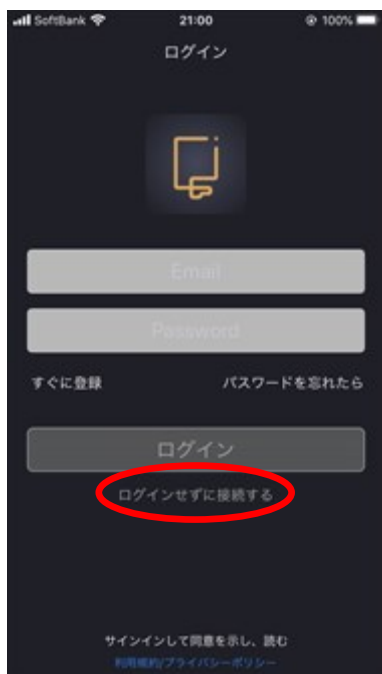 SoftBank 21:00 100%
ログイン
Email
Password
すぐに登録 パスワードを忘れたら
ログイン
ログインせずに接続する
サインインして同意を示し、読む
利用規約/プライバシーポリシー